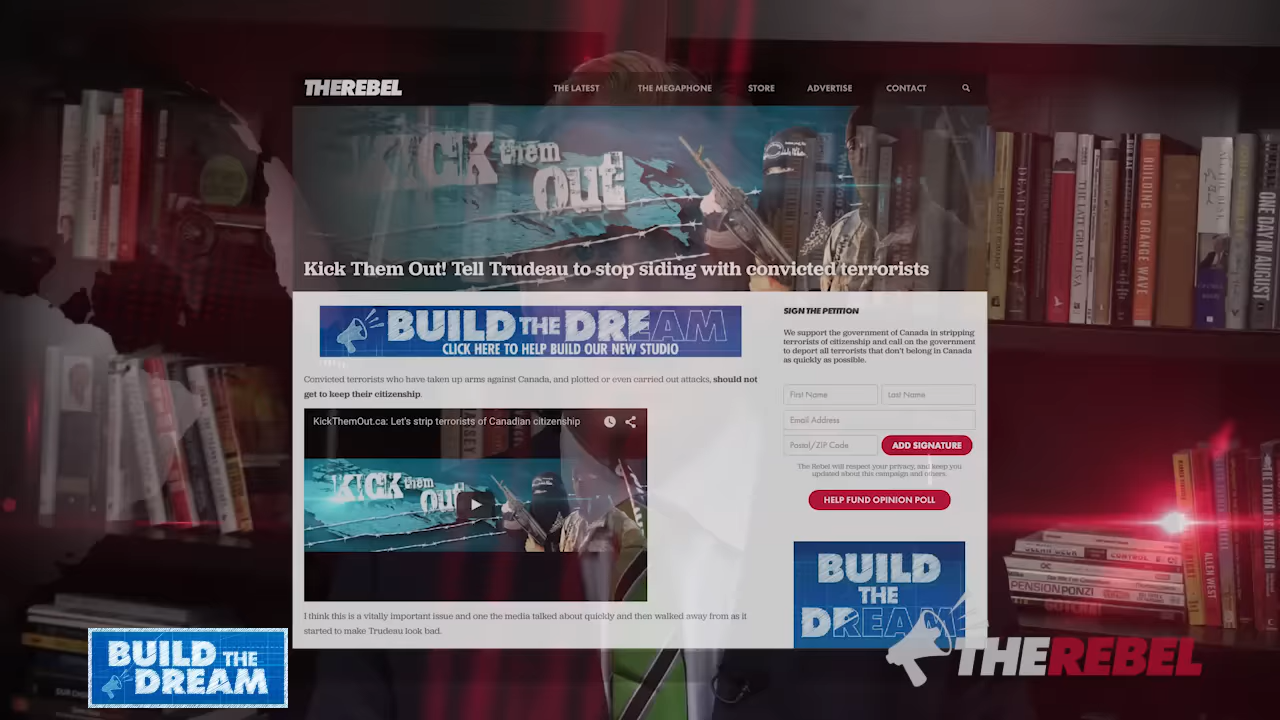 THEREBEL
THE LATEST
THE MEGAPHONE
STORE
ADVERTISE
CONTACT
KICK them
OUT
Kick Them Out! Tell Trudeau to stop siding with convicted terrorists
BUILD THE DREAM
CLICK HERE TO HELP BUILD OUR NEW STUDIO
Convicted terrorists who have taken up arms against Canada, and plotted or even carried out attacks, should not
get to keep their citizenship.
KickThemOut.ca: Let's strip terrorists of Canadian citizenship
KICK them
OUT
I think this is a vitally important issue and one the media talked about quickly and then walked away from as it
started to make Trudeau look bad.
SIGN THE PETITION
We support the government of Canada in stripping
terrorists of citizenship and call on the government
to deport all terrorists that don't belong in Canada
as quickly as possible.
First Name
Last Name
Email Address
Postal/ZIP Code
ADD SIGNATURE
The Rebel will respect your privacy, and keep you
updated about this campaign and others.
HELP FUND OPINION POLL
BUILD
THE
DREAM
DEATH BY CHINA
THE LATE GREAT USA
BUILDING THE ORANGE WAVE
ONE DAY IN AUGUST
ALLEN WEST
CONTROL
PENSION PONZI
BUILD THE
DREAM
THEREBEL